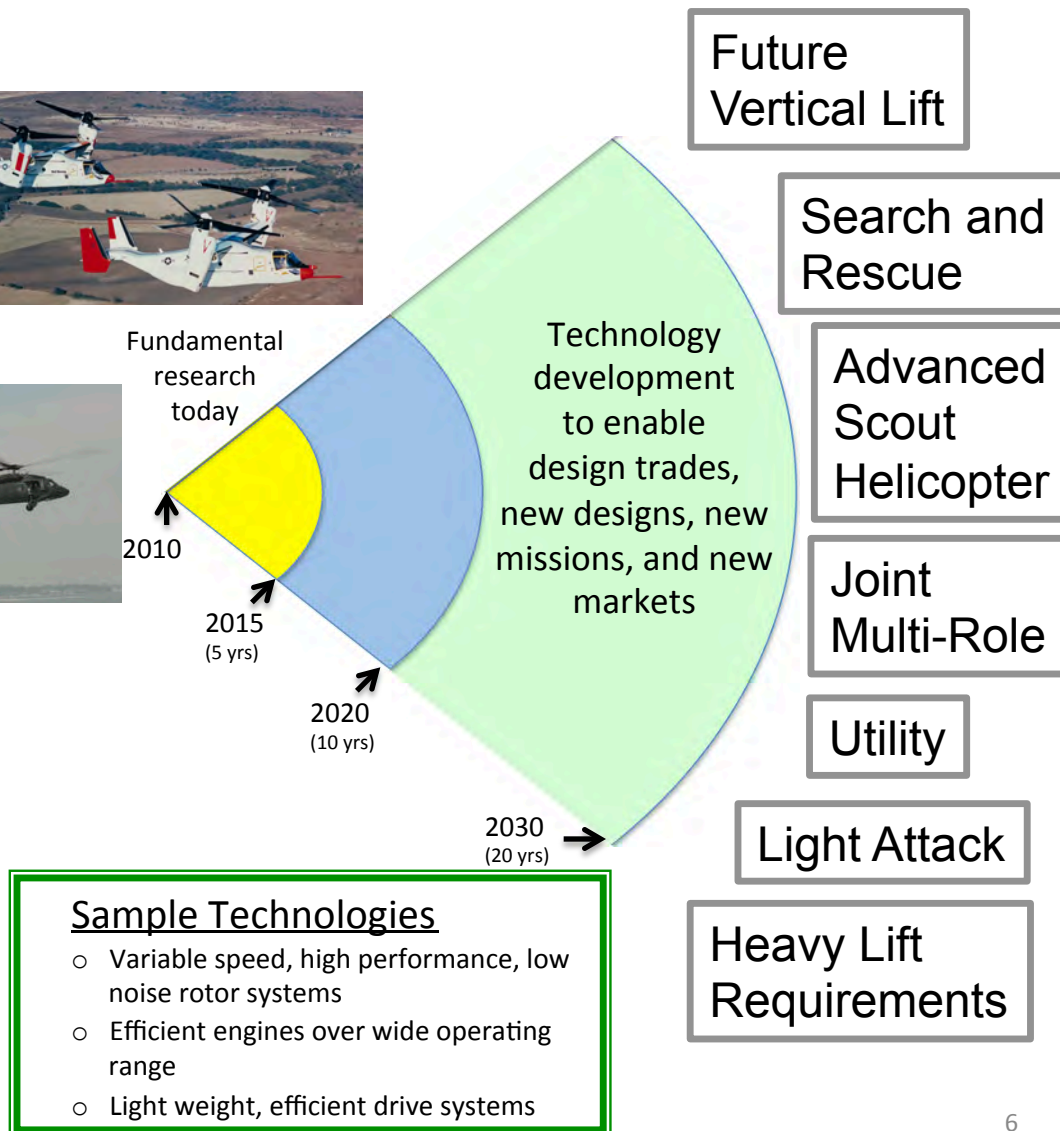 Future
Vertical Lift
Search and
Rescue
Fundamental
research
today
Technology
development
to enable
design trades,
new designs, new
missions, and new
markets
Advanced
Scout
Helicopter
2010
Joint
Multi-Role
2015
(5 yrs)
2020
(10 yrs)
Utility
2030
(20 yrs)
Light Attack
Sample Technologies
○ Variable speed, high performance, low
noise rotor systems
○ Efficient engines over wide operating
range
○ Light weight, efficient drive systems
Heavy Lift
Requirements
6